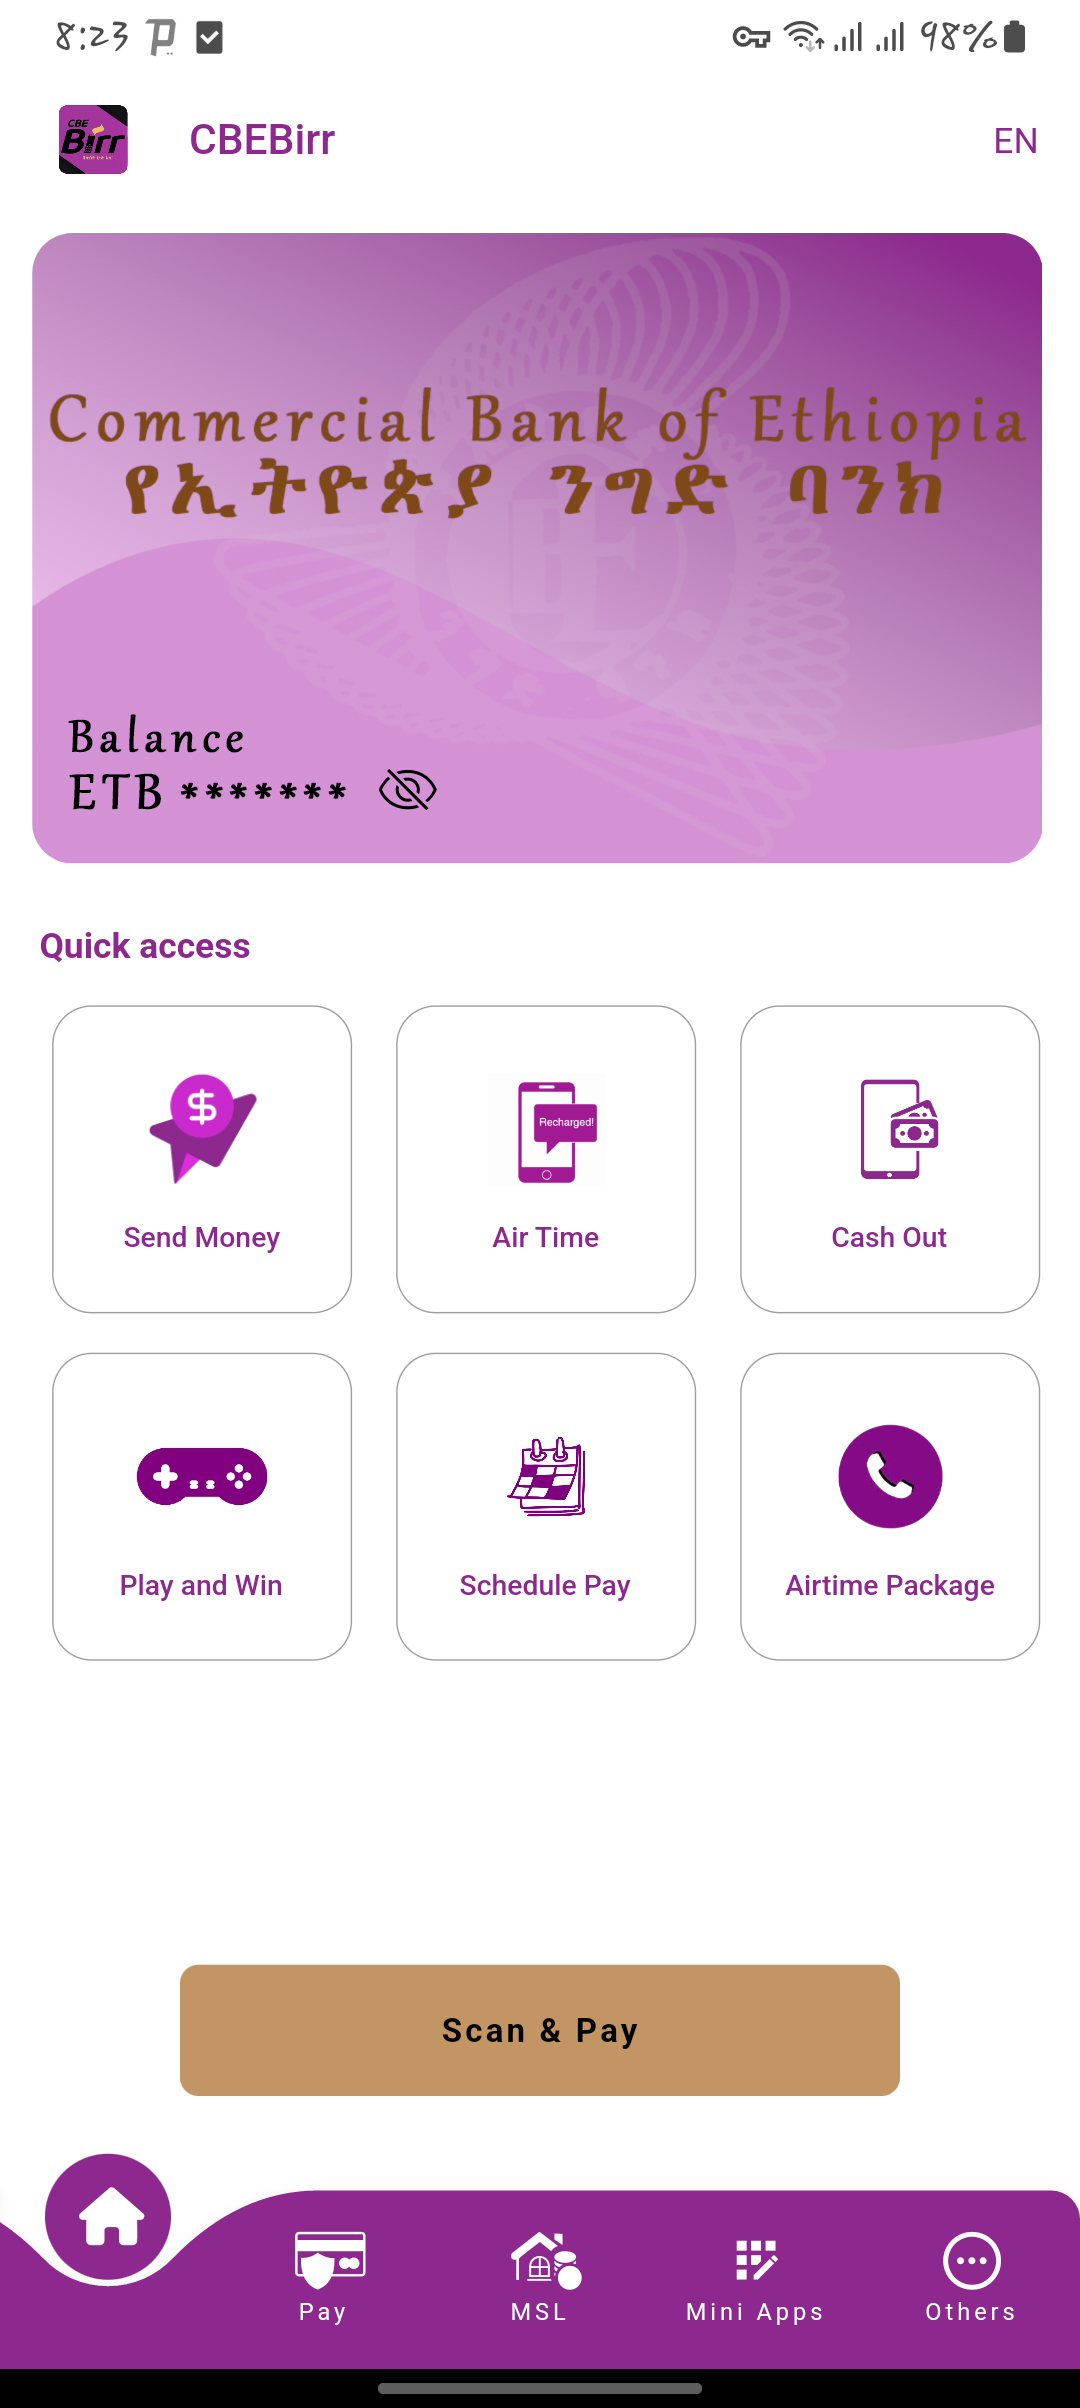 8:23
98%
CBE
Birr
CBEBirr
EN
Commercial Bank of Ethiopia
የኢትዮጵያ ንግድ ባንክ
Balance
ETB *******
Quick access
Recharged!
Send Money
Air Time
Cash Out
Play and Win
Schedule Pay
Airtime Package
Scan & Pay
Pay
MSL
Mini Apps
Others